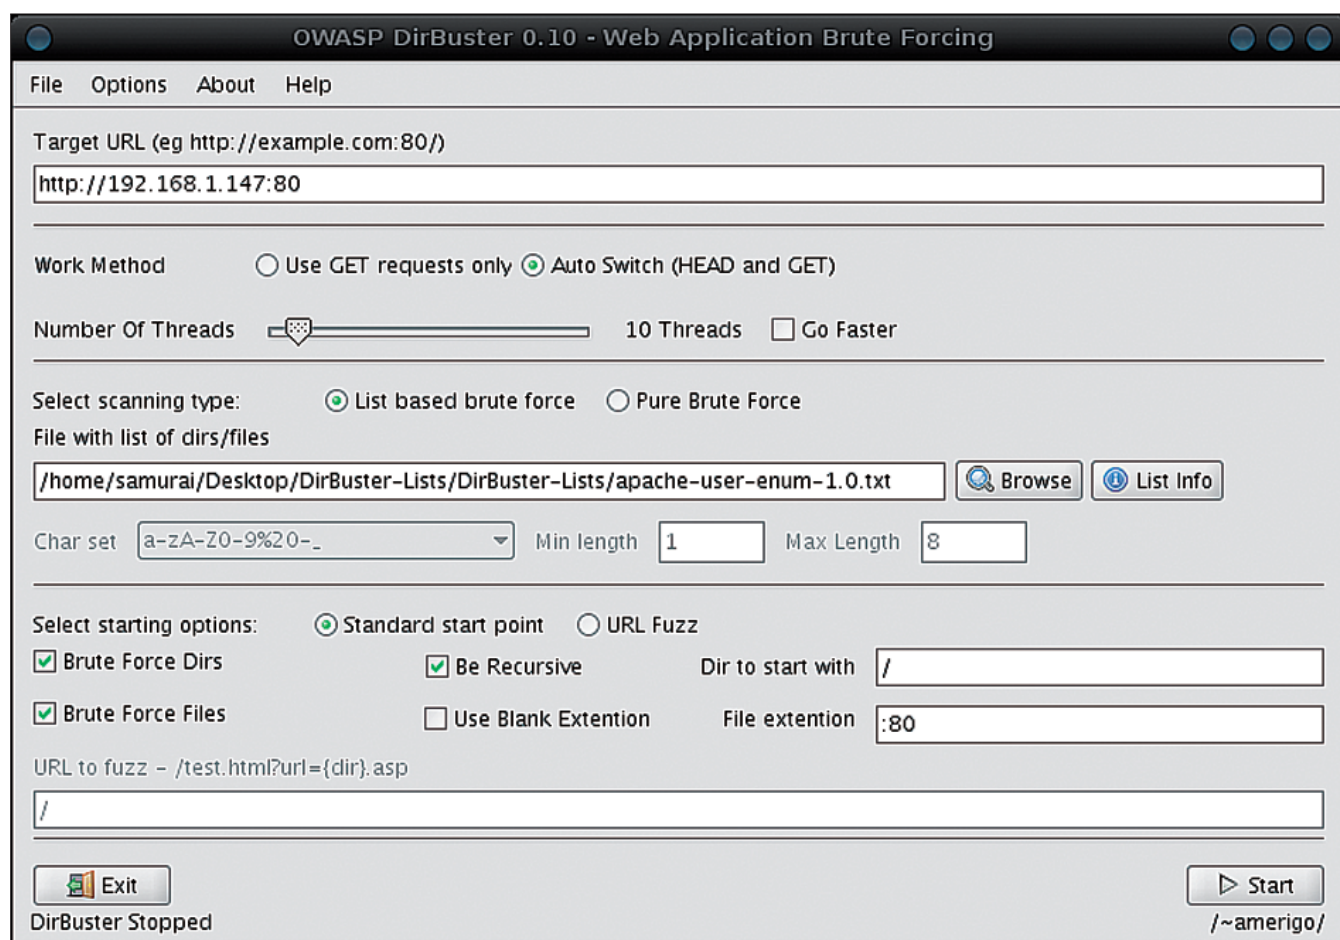 OWASP DirBuster 0.10 - Web Application Brute Forcing
File Options About Help
Target URL (eg http://example.com:80/)
http://192.168.1.147:80
Work Method Use GET requests only Auto Switch (HEAD and GET)
Number Of Threads 10 Threads Go Faster
Select scanning type: List based brute force Pure Brute Force
File with list of dirs/files
/home/samurai/Desktop/DirBuster-Lists/DirBuster-Lists/apache-user-enum-1.0.txt Browse List Info
Char set a-zA-Z0-9%20-_ Min length 1 Max Length 8
Select starting options: Standard start point URL Fuzz
Brute Force Dirs Be Recursive Dir to start with /
Brute Force Files Use Blank Extention File extention :80
URL to fuzz - /test.html?url={dir}.asp
/
Exit Start
DirBuster Stopped /~amerigo/